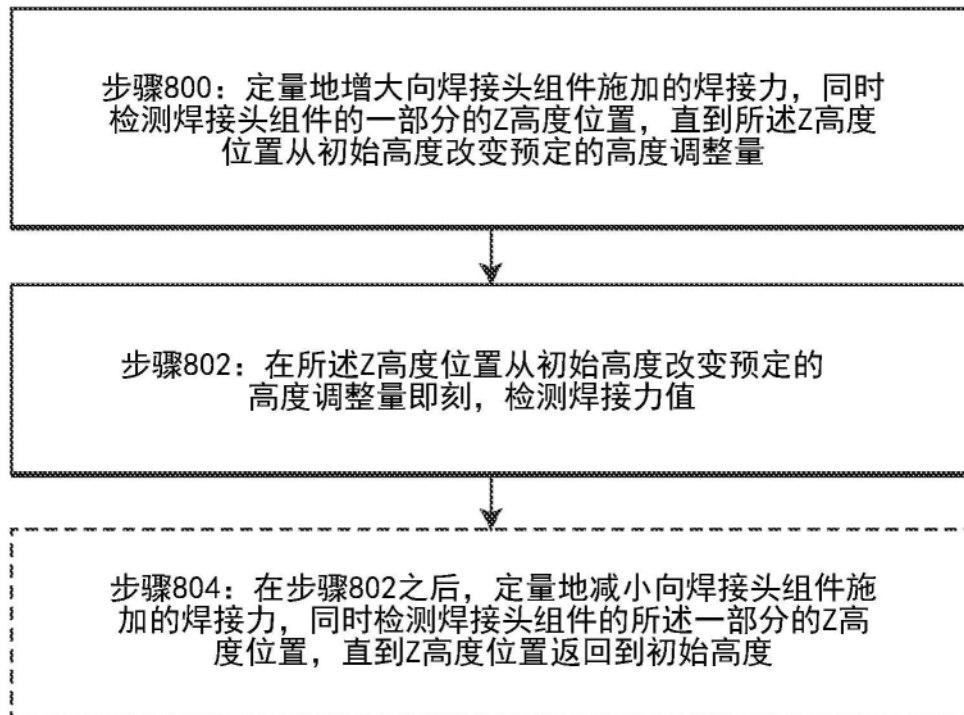 步骤800：定量地增大向焊接头组件施加的焊接力，同时
检测焊接头组件的一部分的Z高度位置，直到所述Z高度
位置从初始高度改变预定的高度调整量
步骤802：在所述Z高度位置从初始高度改变预定的
高度调整量即刻，检测焊接力值
步骤804：在步骤802之后，定量地减小向焊接头组件施
加的焊接力，同时检测焊接头组件的所述一部分的Z高
度位置，直到Z高度位置返回到初始高度